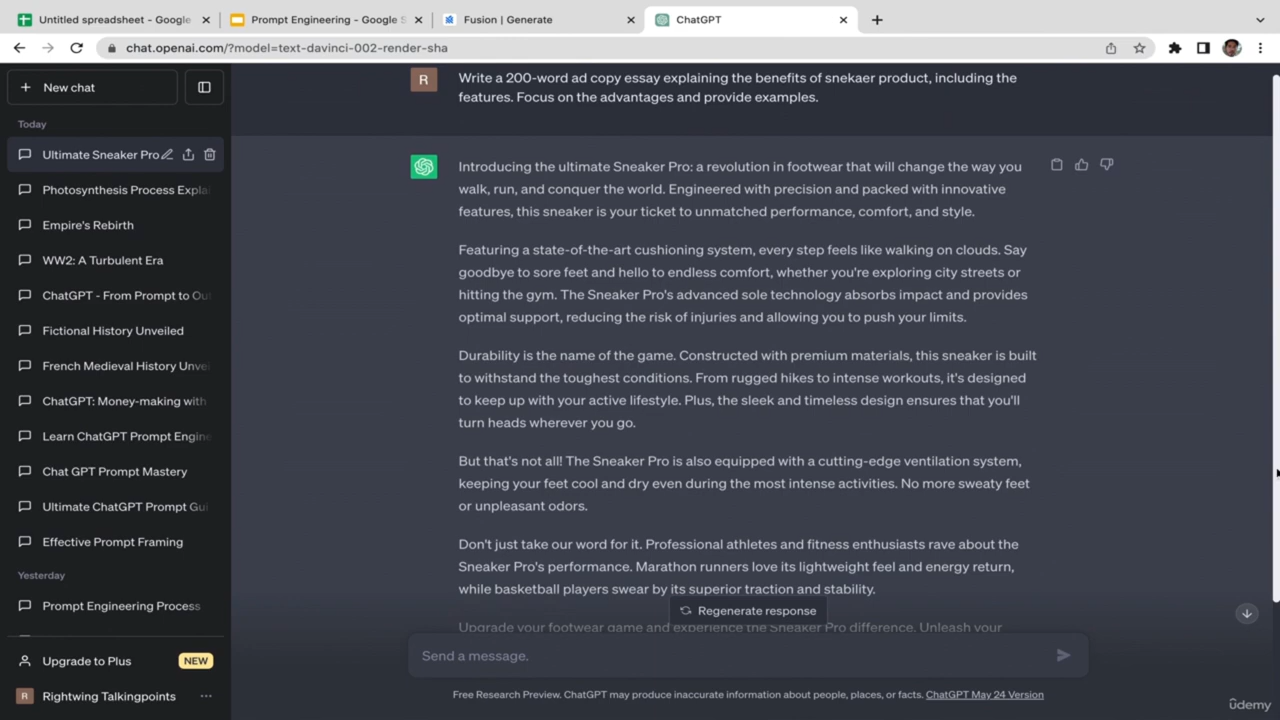 Untitled spreadsheet - Google
Prompt Engineering - Google S
Fusion | Generate
ChatGPT
chat.openai.com/?model=text-davinci-002-render-sha
New chat
Today
Ultimate Sneaker Pro
Photosynthesis Process Expla
Empire's Rebirth
WW2: A Turbulent Era
ChatGPT - From Prompt to Ou
Fictional History Unveiled
French Medieval History Unve
ChatGPT: Money-making with
Learn ChatGPT Prompt Engine
Chat GPT Prompt Mastery
Ultimate ChatGPT Prompt Gui
Effective Prompt Framing
Yesterday
Prompt Engineering Process
Upgrade to Plus
NEW
R
Rightwing Talkingpoints
R
Write a 200-word ad copy essay explaining the benefits of snekaer product, including the
features. Focus on the advantages and provide examples.
Introducing the ultimate Sneaker Pro: a revolution in footwear that will change the way you
walk, run, and conquer the world. Engineered with precision and packed with innovative
features, this sneaker is your ticket to unmatched performance, comfort, and style.
Featuring a state-of-the-art cushioning system, every step feels like walking on clouds. Say
goodbye to sore feet and hello to endless comfort, whether you're exploring city streets or
hitting the gym. The Sneaker Pro's advanced sole technology absorbs impact and provides
optimal support, reducing the risk of injuries and allowing you to push your limits.
Durability is the name of the game. Constructed with premium materials, this sneaker is built
to withstand the toughest conditions. From rugged hikes to intense workouts, it's designed
to keep up with your active lifestyle. Plus, the sleek and timeless design ensures that you'll
turn heads wherever you go.
But that's not all! The Sneaker Pro is also equipped with a cutting-edge ventilation system,
keeping your feet cool and dry even during the most intense activities. No more sweaty feet
or unpleasant odors.
Don't just take our word for it. Professional athletes and fitness enthusiasts rave about the
Sneaker Pro's performance. Marathon runners love its lightweight feel and energy return,
while basketball players swear by its superior traction and stability.
Regenerate response
Upgrade your footwear game and experience the Sneaker Pro difference. Unleash your
Send a message.
Free Research Preview. ChatGPT may produce inaccurate information about people, places, or facts. ChatGPT May 24 Version
ûdemy